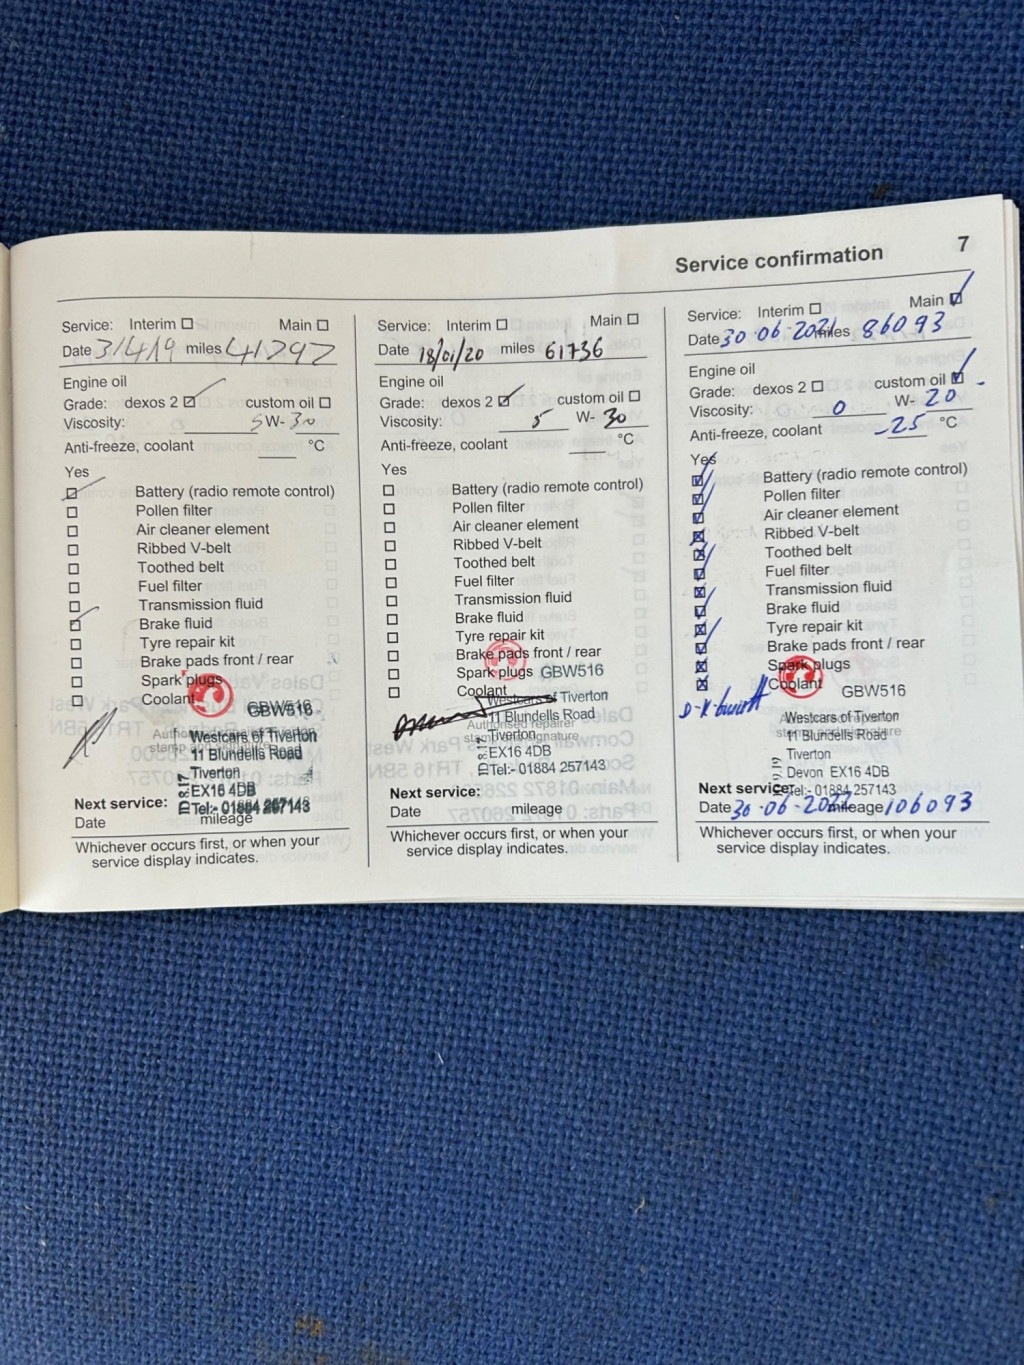 Service confirmation 7
Service: Interim Main
Date 3/4/19 miles 41797
Engine oil
Grade: dexos 2 custom oil
Viscosity: 5W-30
Anti-freeze, coolant °C
Yes
Battery (radio remote control)
Pollen filter
Air cleaner element
Ribbed V-belt
Toothed belt
Fuel filter
Transmission fluid
Brake fluid
Tyre repair kit
Brake pads front / rear
Spark plugs
Coolant
GBW516
Westcars of Tiverton
11 Blundells Road
Tiverton
EX16 4DB
Tel:- 01884 257143
Next service:
Date mileage
Whichever occurs first, or when your
service display indicates.
Service: Interim Main
Date 18/01/20 miles 61736
Engine oil
Grade: dexos 2 custom oil
Viscosity: 5 W- 30
Anti-freeze, coolant °C
Yes
Battery (radio remote control)
Pollen filter
Air cleaner element
Ribbed V-belt
Toothed belt
Fuel filter
Transmission fluid
Brake fluid
Tyre repair kit
Brake pads front / rear
Spark plugs GBW516
Coolant
Westcars of Tiverton
11 Blundells Road
Authorised repairer
stamp and signature
Tiverton
EX16 4DB
Tel:- 01884 257143
Next service:
Date mileage
Whichever occurs first, or when your
service display indicates.
Service: Interim Main
Date 30-06-2021 miles 86093
Engine oil
Grade: dexos 2 custom oil
Viscosity: 0 W- 20
Anti-freeze, coolant -25 °C
Yes
Battery (radio remote control)
Pollen filter
Air cleaner element
Ribbed V-belt
Toothed belt
Fuel filter
Transmission fluid
Brake fluid
Tyre repair kit
Brake pads front / rear
Spark plugs
Coolant
GBW516
Westcars of Tiverton
11 Blundells Road
Tiverton
Devon EX16 4DB
Tel:- 01884 257143
Next service:
Date 30-06-2022 mileage 106093
Whichever occurs first, or when your
service display indicates.